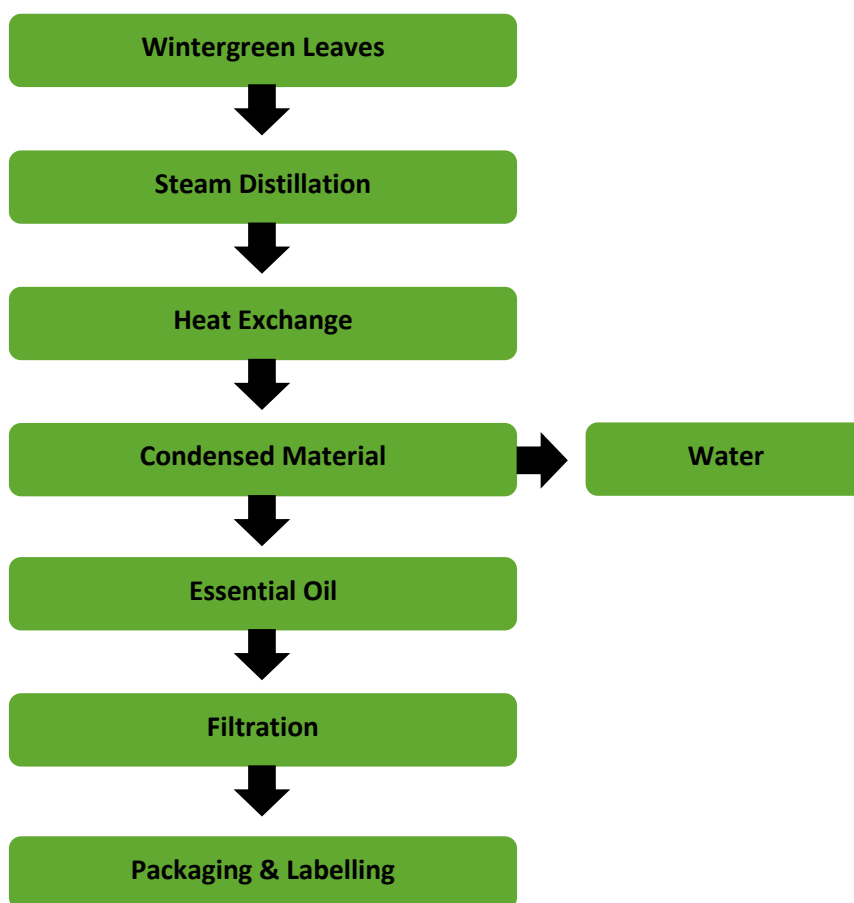 Wintergreen Leaves
Steam Distillation
Heat Exchange
Condensed Material
Water
Essential Oil
Filtration
Packaging & Labelling